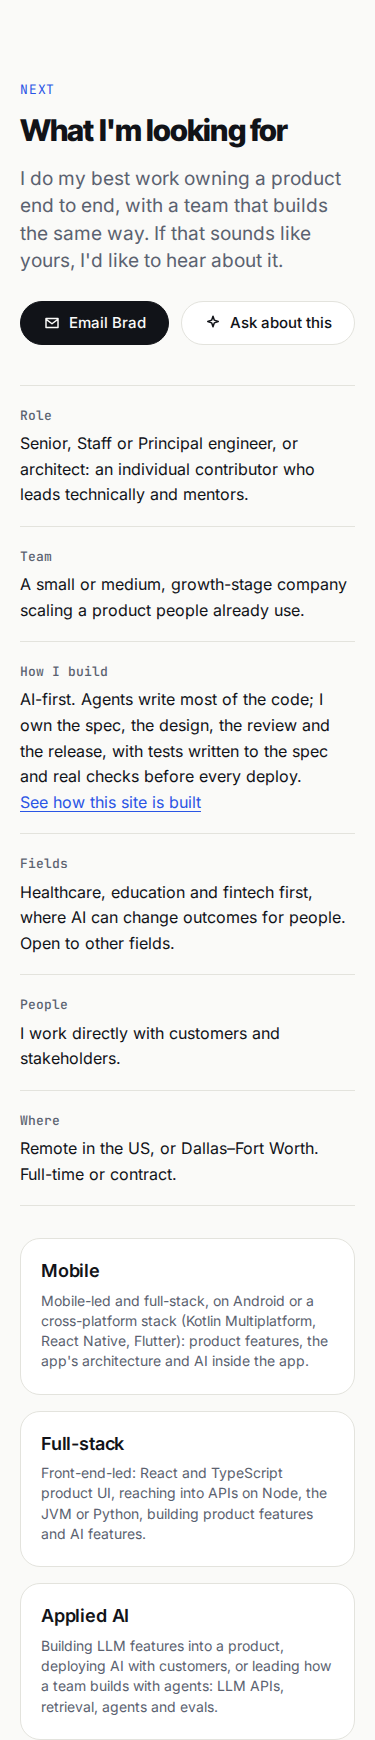 NEXT
What I'm looking for
I do my best work owning a product
end to end, with a team that builds
the same way. If that sounds like
yours, I'd like to hear about it.
Email Brad
Ask about this
Role
Senior, Staff or Principal engineer, or
architect: an individual contributor who
leads technically and mentors.
Team
A small or medium, growth-stage company
scaling a product people already use.
How I build
AI-first. Agents write most of the code; I
own the spec, the design, the review and
the release, with tests written to the spec
and real checks before every deploy.
See how this site is built
Fields
Healthcare, education and fintech first,
where AI can change outcomes for people.
Open to other fields.
People
I work directly with customers and
stakeholders.
Where
Remote in the US, or Dallas–Fort Worth.
Full-time or contract.
Mobile
Mobile-led and full-stack, on Android or a
cross-platform stack (Kotlin Multiplatform,
React Native, Flutter): product features, the
app's architecture and AI inside the app.
Full-stack
Front-end-led: React and TypeScript
product UI, reaching into APIs on Node, the
JVM or Python, building product features
and AI features.
Applied AI
Building LLM features into a product,
deploying AI with customers, or leading how
a team builds with agents: LLM APIs,
retrieval, agents and evals.